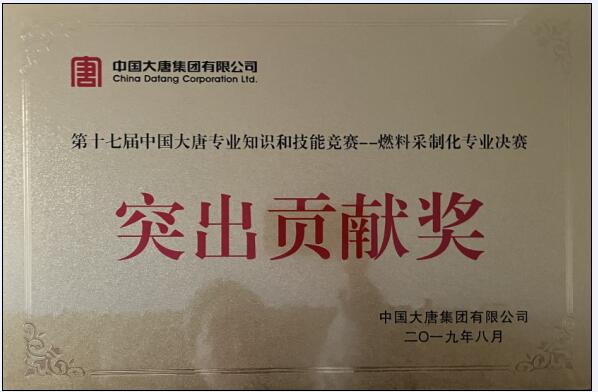 中国大唐集团有限公司
China Datang Corporation Ltd.
第十七届中国大唐专业知识和技能竞赛--燃料采制化专业决赛
突出贡献奖
中国大唐集团有限公司
二〇一九年八月